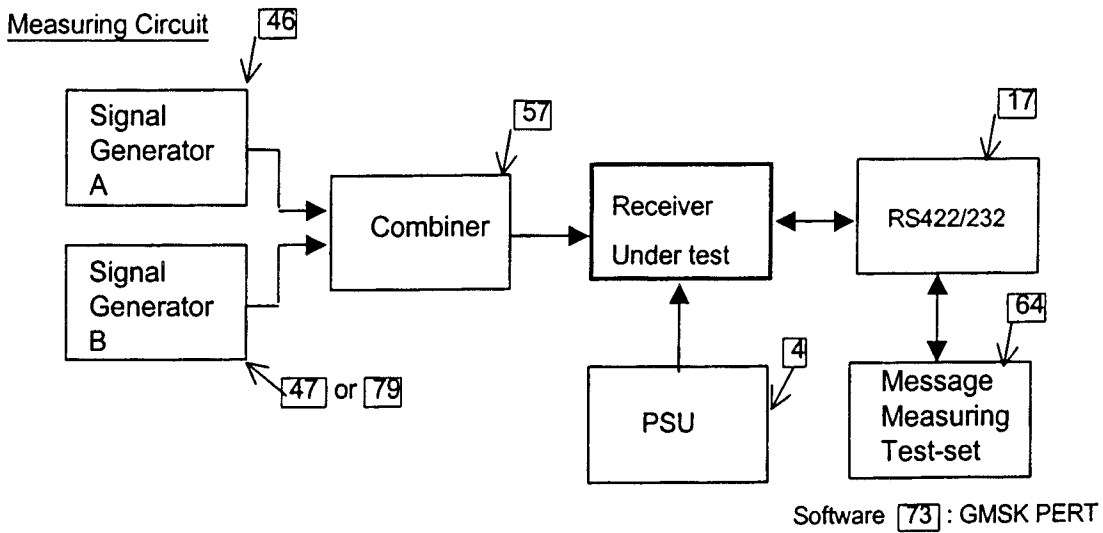 Measuring Circuit
46
Signal
Generator
A
57
Combiner
Signal
Generator
B
47 or 79
Receiver
Under test
17
RS422/232
4
PSU
64
Message
Measuring
Test-set
Software 73 : GMSK PERT